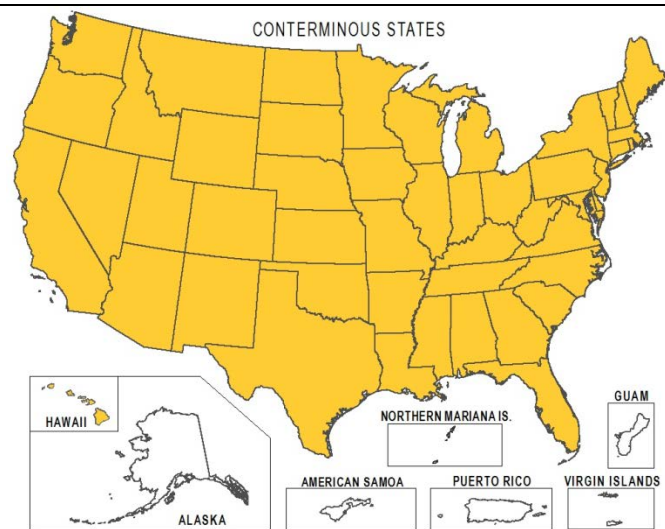 CONTERMINOUS STATES
HAWAII
ALASKA
NORTHERN MARIANA IS.
GUAM
AMERICAN SAMOA
PUERTO RICO
VIRGIN ISLANDS